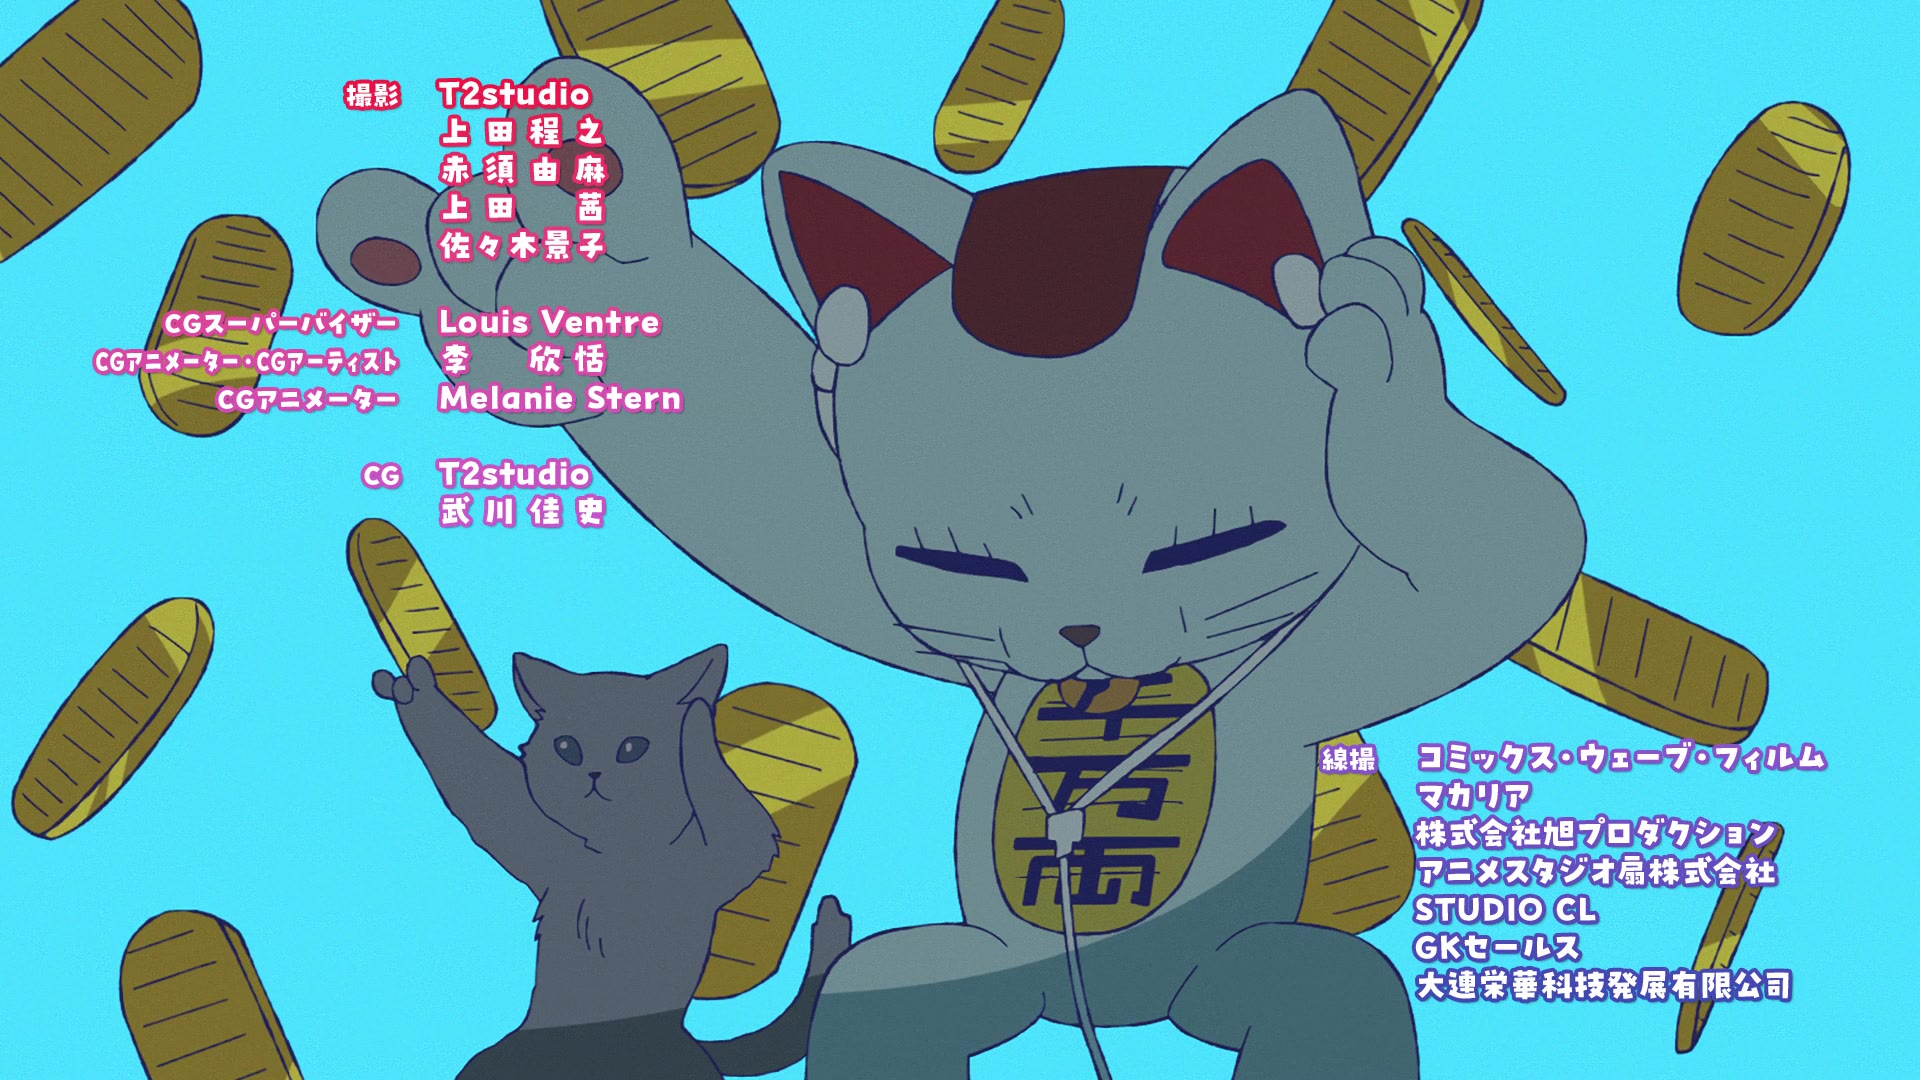 撮影 T2studio
上田程之
赤須由麻
上田 茜
佐々木景子
CGスーパーバイザー Louis Ventre
CGアニメーター・CGアーティスト 李 欣恬
CGアニメーター Melanie Stern
CG T2studio
武川佳史
千万両
線撮 コミックス・ウェーブ・フィルム
マカリア
株式会社旭プロダクション
アニメスタジオ扇株式会社
STUDIO CL
GKセールス
大連栄華科技発展有限公司